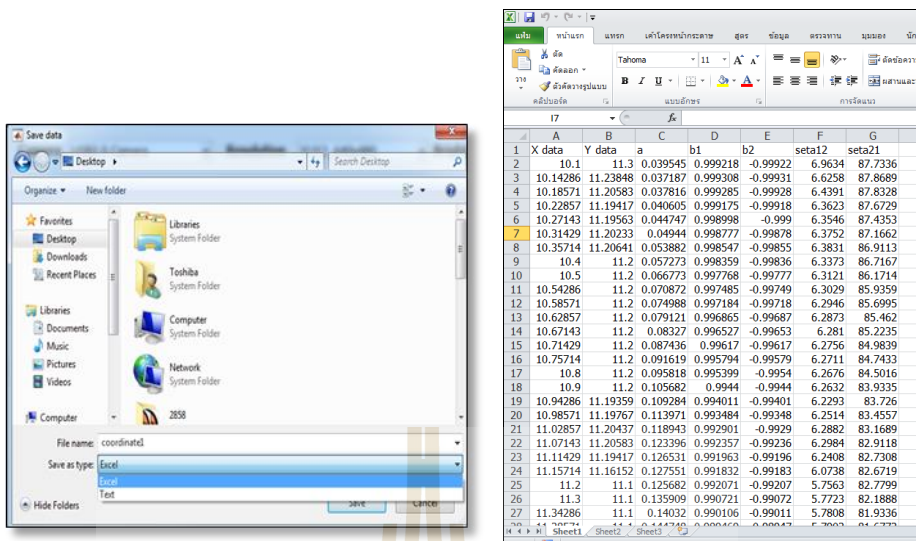 Save data
Desktop
Search Desktop
Organize
New folder
Favorites
Desktop
Downloads
Recent Places
Libraries
Documents
Music
Pictures
Videos
Computer
Libraries
System Folder
Toshiba
System Folder
Computer
System Folder
Network
System Folder
2858
File name: coordinate1
Save as type: Excel
Excel
Text
Hide Folders
Save
Cancel
แฟ้ม หน้าแรก แทรก เค้าโครงหน้ากระดาษ สูตร ข้อมูล ตรวจทาน มุมมอง
วาง
ตัด
คัดลอก
ตัวคัดวางรูปแบบ
คลิปบอร์ด
Tahoma 11
B I U
แบบอักษร
ตัดข้อความ
ผสานและ
การจัดแนว
I7 fx
A B C D E F G
1 X data Y data a b1 b2 seta12 seta21
2 10.1 11.3 0.039545 0.999218 -0.99922 6.9634 87.7336
3 10.14286 11.23848 0.037187 0.999308 -0.99931 6.6258 87.8689
4 10.18571 11.20583 0.037816 0.999285 -0.99928 6.4391 87.8328
5 10.22857 11.19417 0.040605 0.999175 -0.99918 6.3623 87.6729
6 10.27143 11.19563 0.044747 0.998998 -0.999 6.3546 87.4353
7 10.31429 11.20233 0.04944 0.998777 -0.99878 6.3752 87.1662
8 10.35714 11.20641 0.053882 0.998547 -0.99855 6.3831 86.9113
9 10.4 11.2 0.057273 0.998359 -0.99836 6.3373 86.7167
10 10.5 11.2 0.066773 0.997768 -0.99777 6.3121 86.1714
11 10.54286 11.2 0.070872 0.997485 -0.99749 6.3029 85.9359
12 10.58571 11.2 0.074988 0.997184 -0.99718 6.2946 85.6995
13 10.62857 11.2 0.079121 0.996865 -0.99687 6.2873 85.462
14 10.67143 11.2 0.08327 0.996527 -0.99653 6.281 85.2235
15 10.71429 11.2 0.087436 0.99617 -0.99617 6.2756 84.9839
16 10.75714 11.2 0.091619 0.995794 -0.99579 6.2711 84.7433
17 10.8 11.2 0.095818 0.995399 -0.9954 6.2676 84.5016
18 10.9 11.2 0.105682 0.9944 -0.9944 6.2632 83.9335
19 10.94286 11.19359 0.109284 0.994011 -0.99401 6.2293 83.726
20 10.98571 11.19767 0.113971 0.993484 -0.99348 6.2514 83.4557
21 11.02857 11.20437 0.118943 0.992901 -0.9929 6.2882 83.1689
22 11.07143 11.20583 0.123396 0.992357 -0.99236 6.2984 82.9118
23 11.11429 11.19417 0.126531 0.991963 -0.99196 6.2408 82.7308
24 11.15714 11.16152 0.127551 0.991832 -0.99183 6.0738 82.6719
25 11.2 11.1 0.125682 0.992071 -0.99207 5.7563 82.7799
26 11.3 11.1 0.135909 0.990721 -0.99072 5.7723 82.1888
27 11.34286 11.1 0.14032 0.990106 -0.99011 5.7808 81.9336
Sheet1 Sheet2 Sheet3